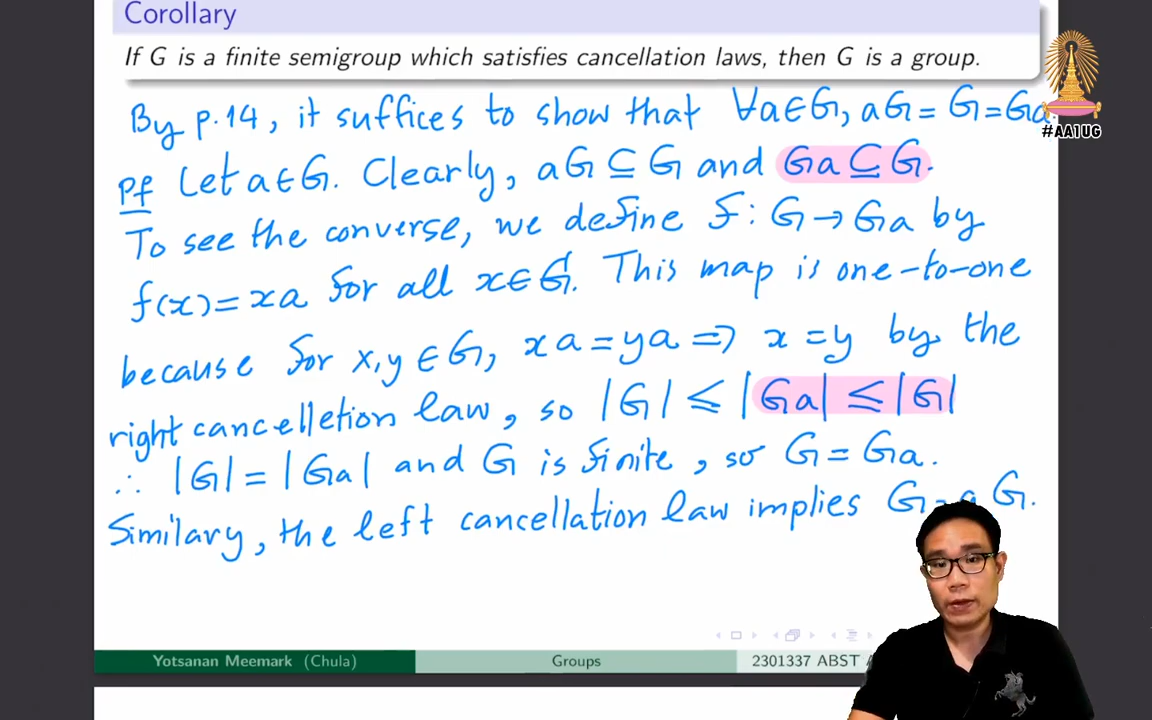 Corollary
If G is a finite semigroup which satisfies cancellation laws, then G is a group.
By p.14, it suffices to show that ∀a∈G, aG = G = Ga.
#AA1UG
Pf Let a∈G. Clearly, aG ⊆ G and Ga ⊆ G.
To see the converse, we define f: G → Ga by
f(x) = xa for all x∈G. This map is one-to-one
because for x,y ∈ G, xa = ya ⇒ x = y by the
right cancelletion law, so |G| ≤ |Ga| ≤ |G|
∴ |G| = |Ga| and G is finite, so G = Ga.
Similary, the left cancellation law implies G = aG.
Yotsanan Meemark (Chula) Groups 2301337 ABST